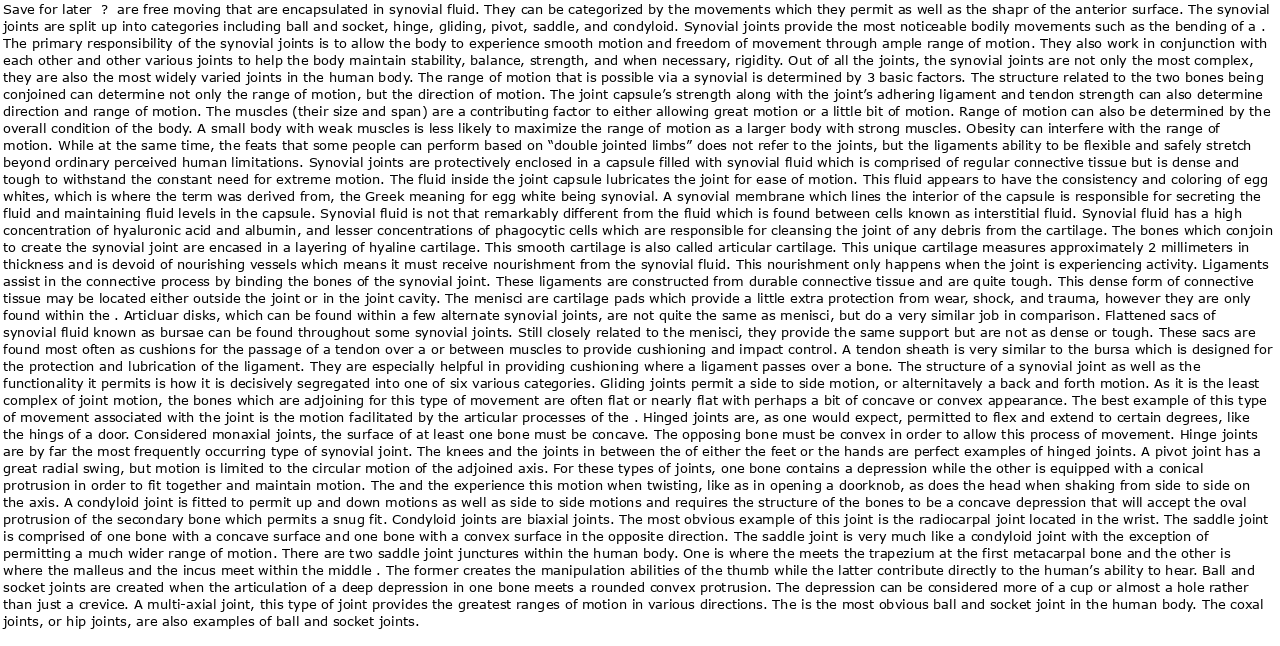 Save for later  ?  are free moving that are encapsulated in synovial fluid. They can be categorized by the movements which they permit as well as the shapr of the anterior surface. The synovial
joints are split up into categories including ball and socket, hinge, gliding, pivot, saddle, and condyloid. Synovial joints provide the most noticeable bodily movements such as the bending of a .
The primary responsibility of the synovial joints is to allow the body to experience smooth motion and freedom of movement through ample range of motion. They also work in conjunction with
each other and other various joints to help the body maintain stability, balance, strength, and when necessary, rigidity. Out of all the joints, the synovial joints are not only the most complex,
they are also the most widely varied joints in the human body. The range of motion that is possible via a synovial is determined by 3 basic factors. The structure related to the two bones being
conjoined can determine not only the range of motion, but the direction of motion. The joint capsule’s strength along with the joint’s adhering ligament and tendon strength can also determine
direction and range of motion. The muscles (their size and span) are a contributing factor to either allowing great motion or a little bit of motion. Range of motion can also be determined by the
overall condition of the body. A small body with weak muscles is less likely to maximize the range of motion as a larger body with strong muscles. Obesity can interfere with the range of
motion. While at the same time, the feats that some people can perform based on “double jointed limbs” does not refer to the joints, but the ligaments ability to be flexible and safely stretch
beyond ordinary perceived human limitations. Synovial joints are protectively enclosed in a capsule filled with synovial fluid which is comprised of regular connective tissue but is dense and
tough to withstand the constant need for extreme motion. The fluid inside the joint capsule lubricates the joint for ease of motion. This fluid appears to have the consistency and coloring of egg
whites, which is where the term was derived from, the Greek meaning for egg white being synovial. A synovial membrane which lines the interior of the capsule is responsible for secreting the
fluid and maintaining fluid levels in the capsule. Synovial fluid is not that remarkably different from the fluid which is found between cells known as interstitial fluid. Synovial fluid has a high
concentration of hyaluronic acid and albumin, and lesser concentrations of phagocytic cells which are responsible for cleansing the joint of any debris from the cartilage. The bones which conjoin
to create the synovial joint are encased in a layering of hyaline cartilage. This smooth cartilage is also called articular cartilage. This unique cartilage measures approximately 2 millimeters in
thickness and is devoid of nourishing vessels which means it must receive nourishment from the synovial fluid. This nourishment only happens when the joint is experiencing activity. Ligaments
assist in the connective process by binding the bones of the synovial joint. These ligaments are constructed from durable connective tissue and are quite tough. This dense form of connective
tissue may be located either outside the joint or in the joint cavity. The menisci are cartilage pads which provide a little extra protection from wear, shock, and trauma, however they are only
found within the . Articluar disks, which can be found within a few alternate synovial joints, are not quite the same as menisci, but do a very similar job in comparison. Flattened sacs of
synovial fluid known as bursae can be found throughout some synovial joints. Still closely related to the menisci, they provide the same support but are not as dense or tough. These sacs are
found most often as cushions for the passage of a tendon over a or between muscles to provide cushioning and impact control. A tendon sheath is very similar to the bursa which is designed for
the protection and lubrication of the ligament. They are especially helpful in providing cushioning where a ligament passes over a bone. The structure of a synovial joint as well as the
functionality it permits is how it is decisively segregated into one of six various categories. Gliding joints permit a side to side motion, or alternitavely a back and forth motion. As it is the least
complex of joint motion, the bones which are adjoining for this type of movement are often flat or nearly flat with perhaps a bit of concave or convex appearance. The best example of this type
of movement associated with the joint is the motion facilitated by the articular processes of the . Hinged joints are, as one would expect, permitted to flex and extend to certain degrees, like
the hings of a door. Considered monaxial joints, the surface of at least one bone must be concave. The opposing bone must be convex in order to allow this process of movement. Hinge joints
are by far the most frequently occurring type of synovial joint. The knees and the joints in between the of either the feet or the hands are perfect examples of hinged joints. A pivot joint has a
great radial swing, but motion is limited to the circular motion of the adjoined axis. For these types of joints, one bone contains a depression while the other is equipped with a conical
protrusion in order to fit together and maintain motion. The and the experience this motion when twisting, like as in opening a doorknob, as does the head when shaking from side to side on
the axis. A condyloid joint is fitted to permit up and down motions as well as side to side motions and requires the structure of the bones to be a concave depression that will accept the oval
protrusion of the secondary bone which permits a snug fit. Condyloid joints are biaxial joints. The most obvious example of this joint is the radiocarpal joint located in the wrist. The saddle joint
is comprised of one bone with a concave surface and one bone with a convex surface in the opposite direction. The saddle joint is very much like a condyloid joint with the exception of
permitting a much wider range of motion. There are two saddle joint junctures within the human body. One is where the meets the trapezium at the first metacarpal bone and the other is
where the malleus and the incus meet within the middle . The former creates the manipulation abilities of the thumb while the latter contribute directly to the human’s ability to hear. Ball and
socket joints are created when the articulation of a deep depression in one bone meets a rounded convex protrusion. The depression can be considered more of a cup or almost a hole rather
than just a crevice. A multi-axial joint, this type of joint provides the greatest ranges of motion in various directions. The is the most obvious ball and socket joint in the human body. The coxal
joints, or hip joints, are also examples of ball and socket joints.